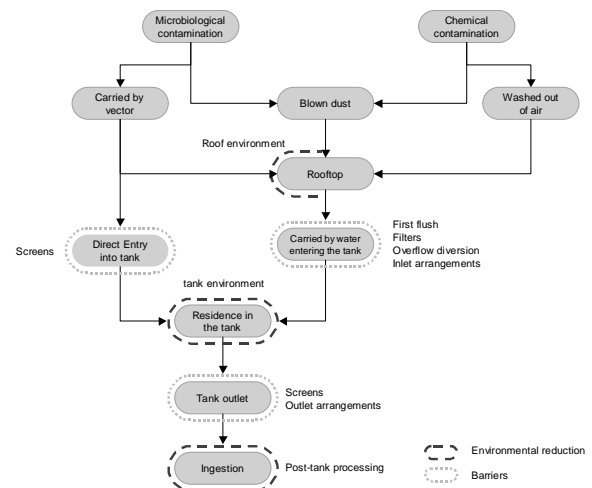 Microbiological
contamination
Chemical
contamination
Carried by
vector
Blown dust
Washed out
of air
Roof environment
Rooftop
First flush
Filters
Overflow diversion
Inlet arrangements
Screens
Direct Entry
into tank
Carried by water
entering the tank
tank environment
Residence in
the tank
Tank outlet
Screens
Outlet arrangements
Ingestion
Post-tank processing
Environmental reduction
Barriers